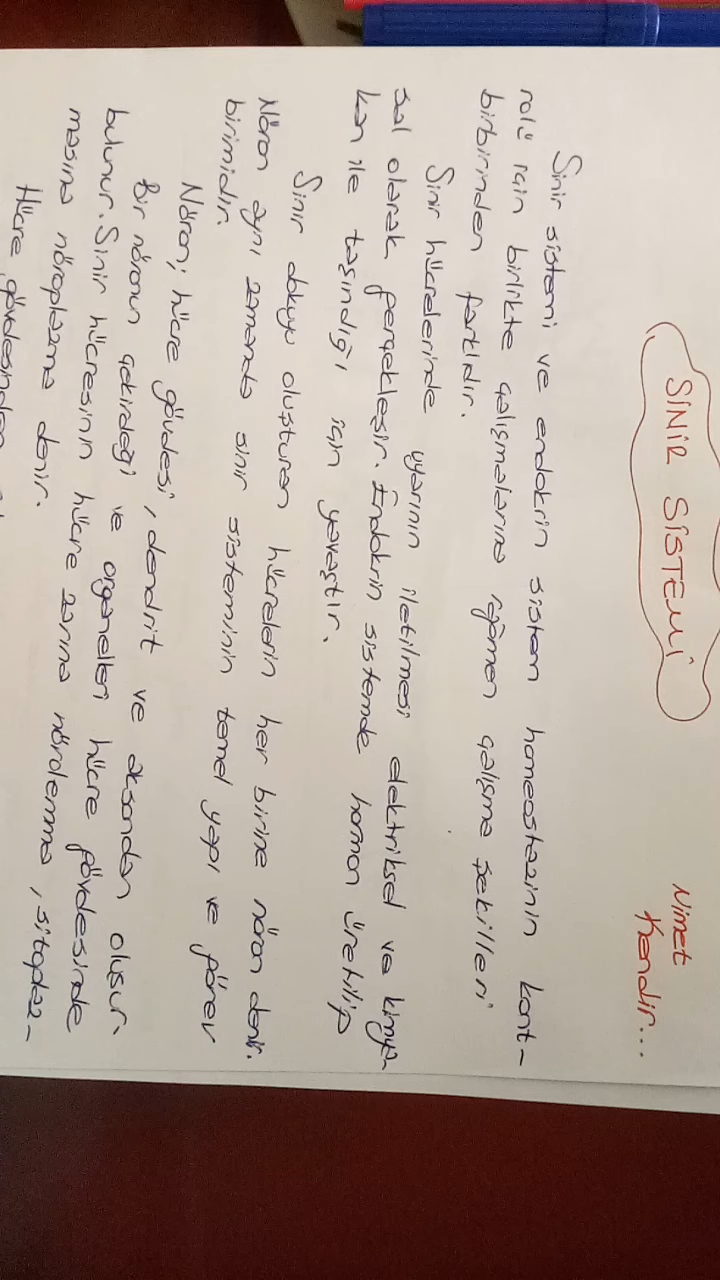 SİNİR SİSTEMİ
Nimet
Kendir...
Sinir sistemi ve endokrin sistem homeostazinin kont-
rolü için birlikte çalışmalarına rağmen çalışma şekilleri
birbirinden farklıdır.
Sinir hücrelerinde uyarının iletilmesi elektriksel ve kimya-
sal olarak gerçekleşir. Endokrin sistemde hormon üretilip
kan ile taşındığı için yavaştır.
Sinir dokuyu oluşturan hücrelerin her birine nöron denir.
Nöron aynı zamanda sinir sisteminin temel yapı ve görev
birimidir.
Nöron; hücre gövdesi, dendrit ve aksondan oluşur.
Bir nöronun çekirdeği ve organelleri hücre gövdesinde
bulunur. Sinir hücresinin hücre zarına nörolemma, sitoplaz-
masına nöroplazma denir.
Hücre gövdesinden